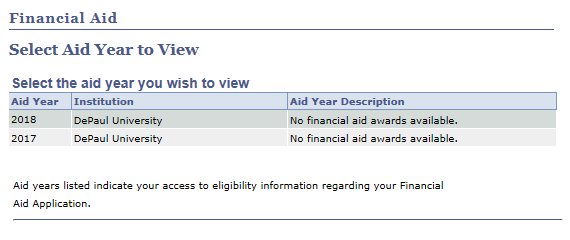 Financial Aid
Select Aid Year to View
Select the aid year you wish to view
Aid Year Institution Aid Year Description
2018 DePaul University No financial aid awards available.
2017 DePaul University No financial aid awards available.
Aid years listed indicate your access to eligibility information regarding your Financial
Aid Application.